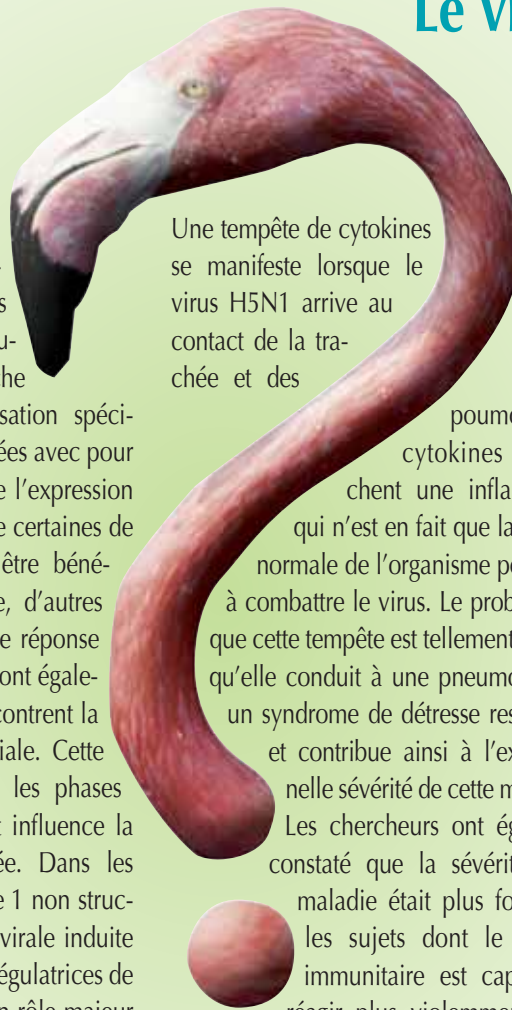 Le
sation spéci-
ées avec pour
e l'expression
e certaines de
être béné-
e, d'autres
e réponse
ont égale-
contrent la
iale. Cette
les phases
t influence la
ée. Dans les
e 1 non struc-
virale induite
égulatrices de
n rôle majeur
Une tempête de cytokines
se manifeste lorsque le
virus H5N1 arrive au
contact de la tra-
chée et des
poumo
cytokines
chent une infla
qui n'est en fait que la
normale de l'organisme po
à combattre le virus. Le prob
que cette tempête est tellement
qu'elle conduit à une pneumo
un syndrome de détresse res
et contribue ainsi à l'ex
nelle sévérité de cette m
Les chercheurs ont ég
constaté que la sévérit
maladie était plus fo
les sujets dont le
immunitaire est cap
réagir plus violemme